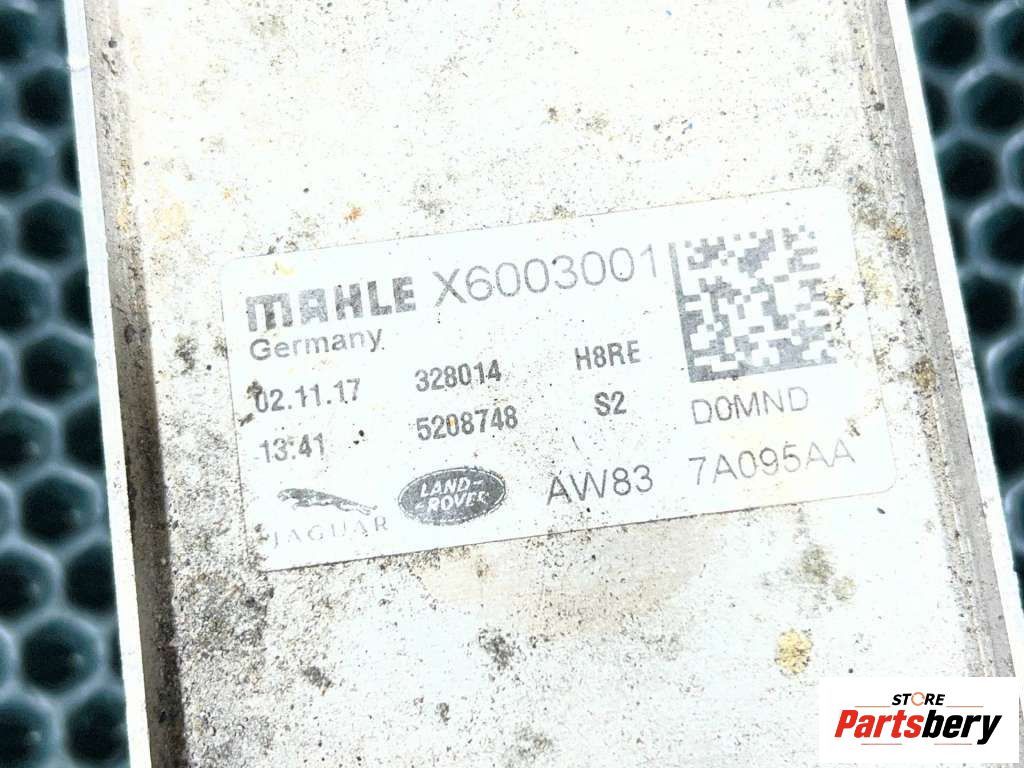 MAHLE X6003001
Germany
02.11.17 328014 H8RE
13:41 5208748 S2 D0MND
JAGUAR LAND-ROVER AW83 7A095AA
STORE
Partsbery